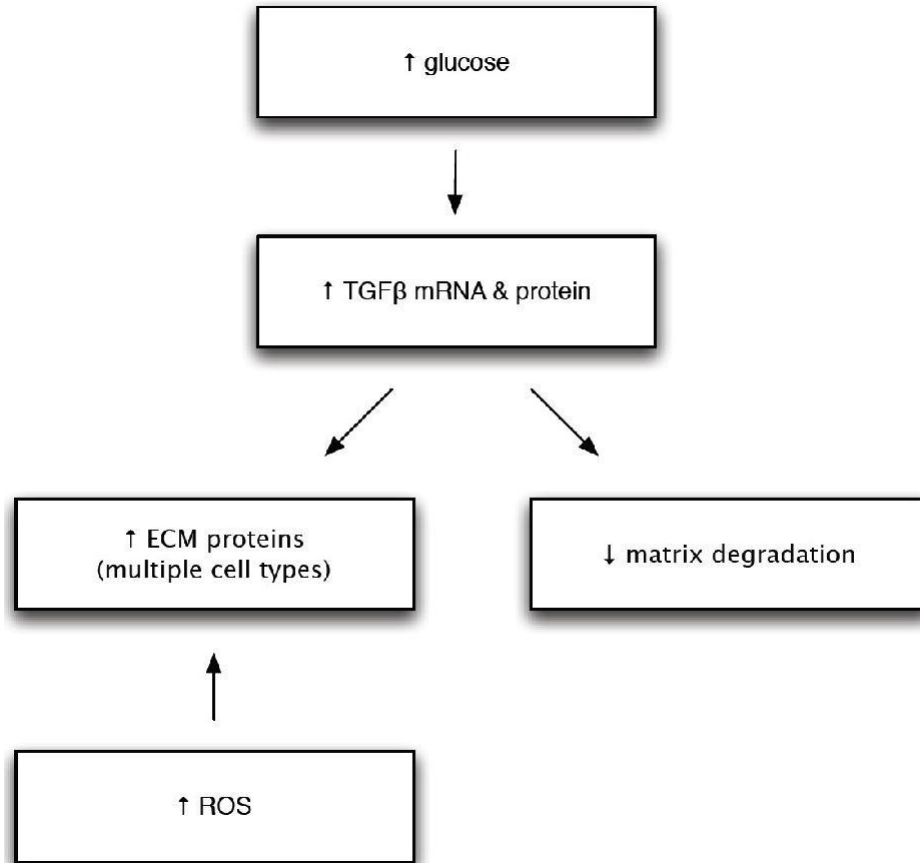 ↑ glucose
↑ TGFβ mRNA & protein
↑ ECM proteins
(multiple cell types)
↓ matrix degradation
↑ ROS